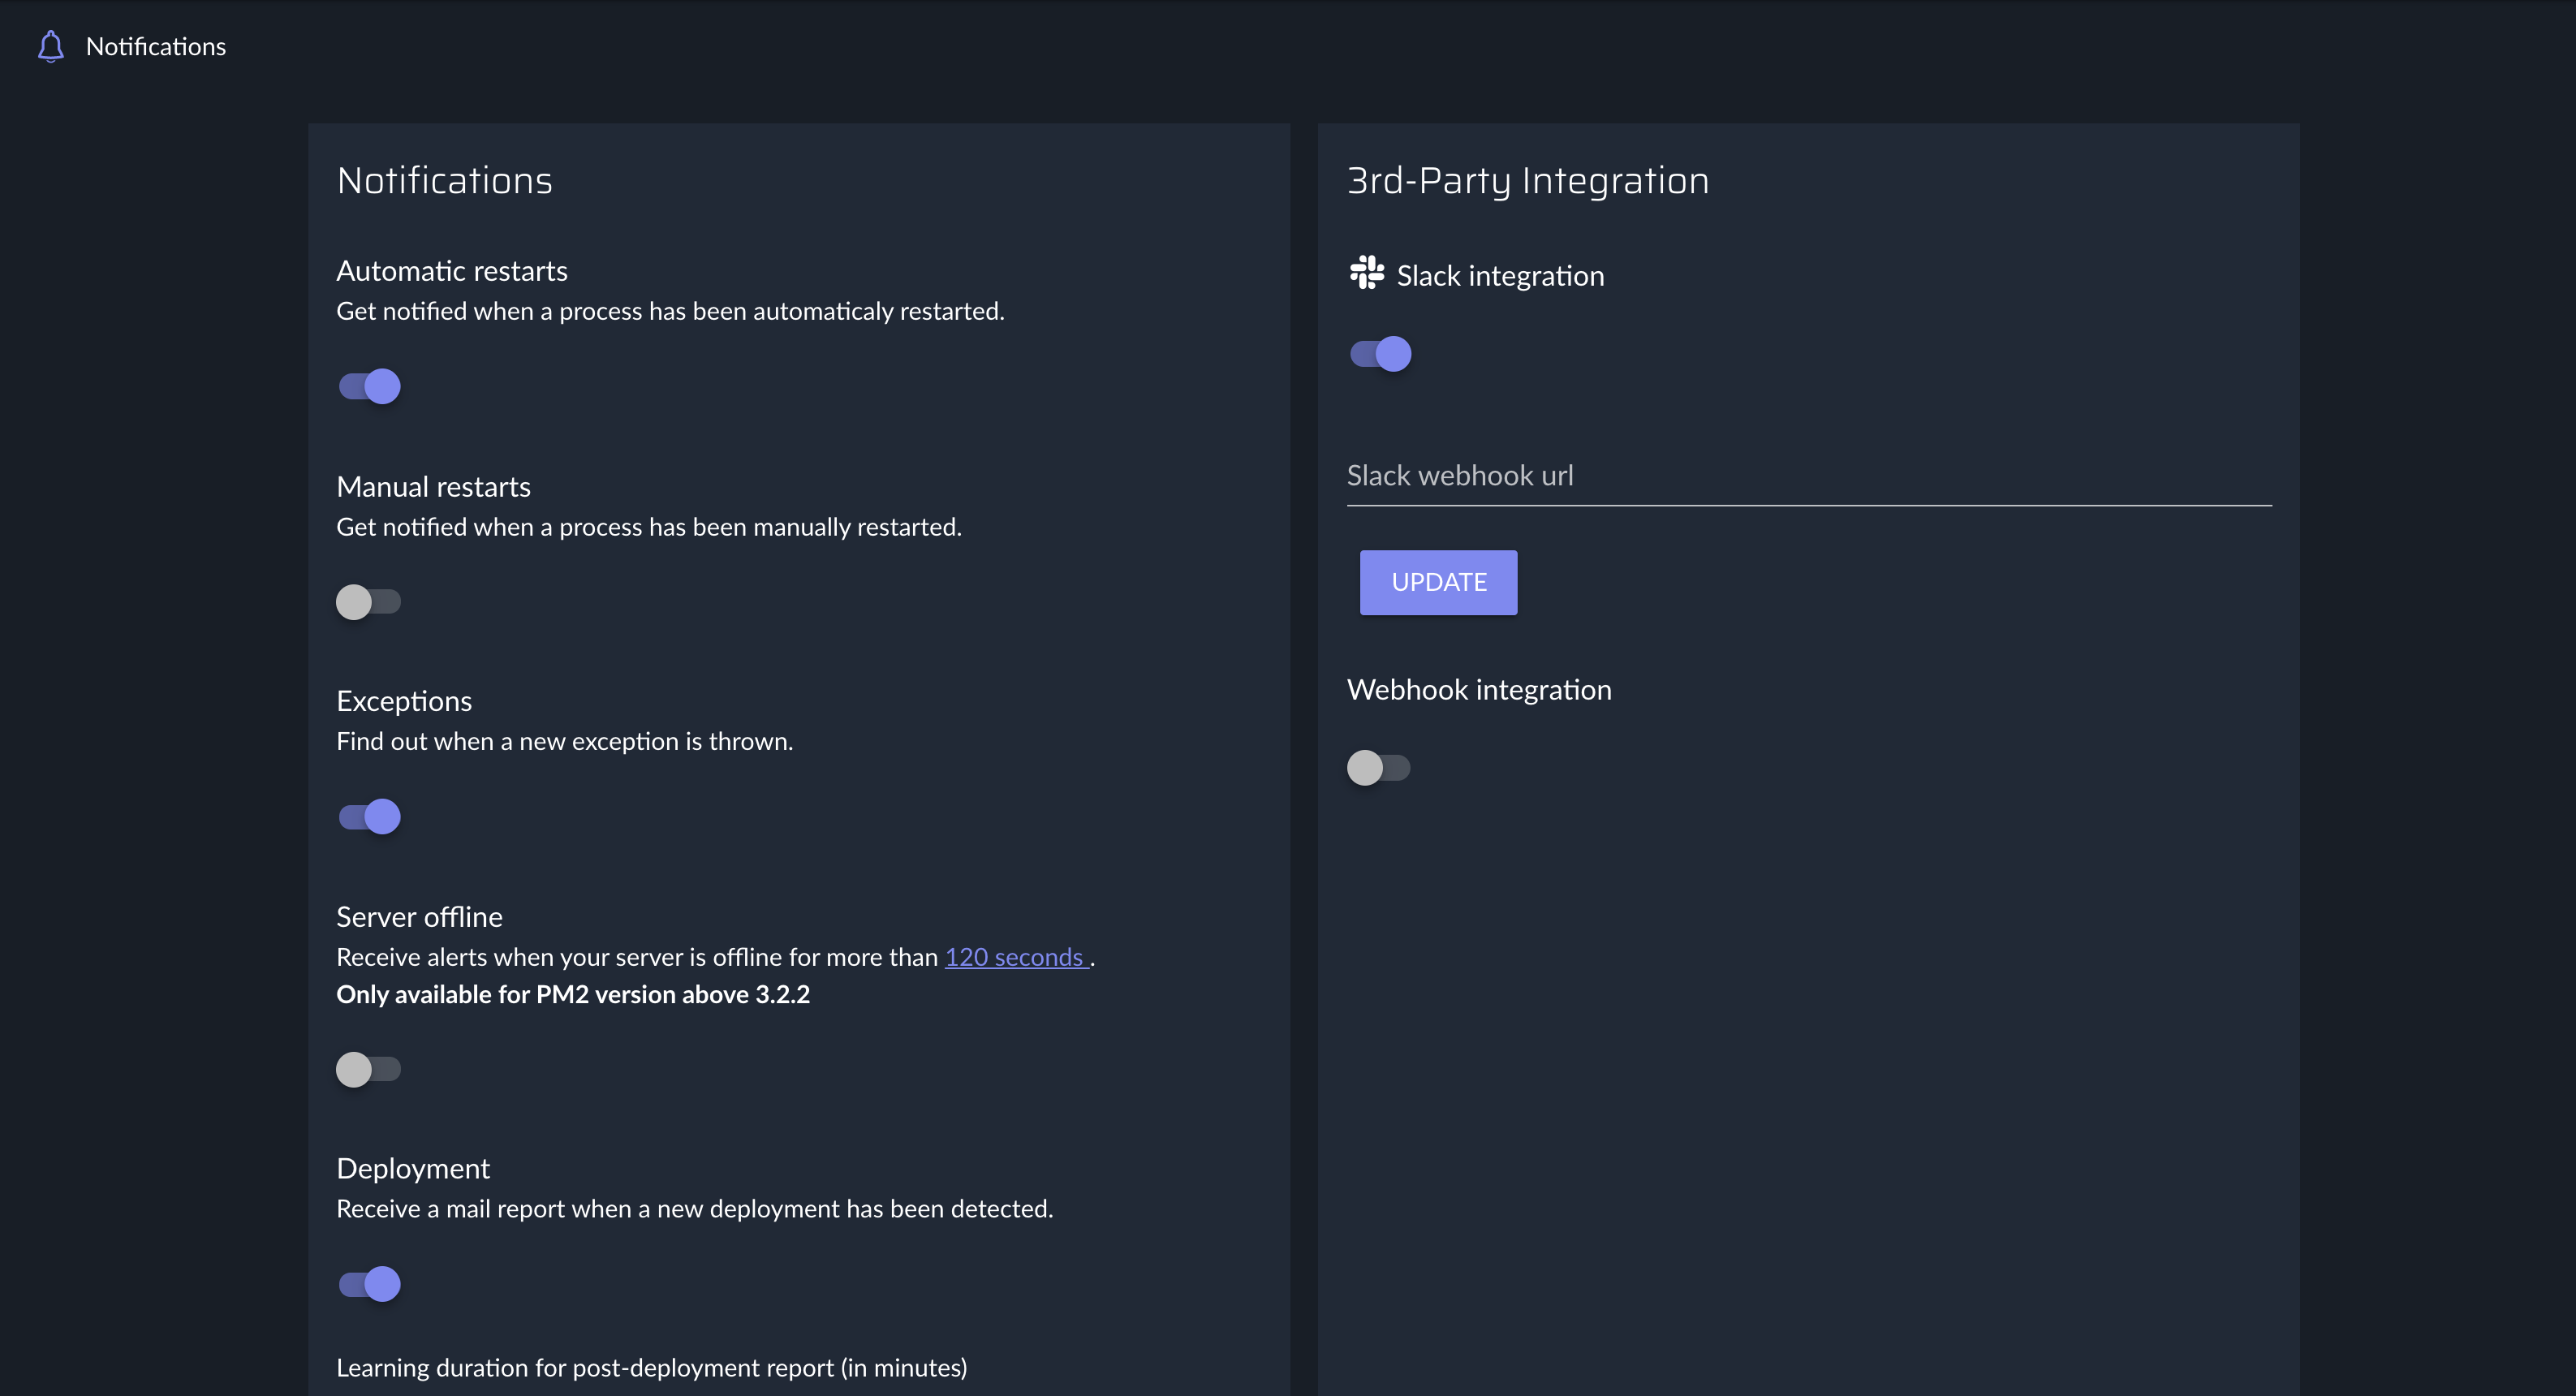 Notifications
Notifications
Automatic restarts
Get notified when a process has been automaticaly restarted.
Manual restarts
Get notified when a process has been manually restarted.
Exceptions
Find out when a new exception is thrown.
Server offline
Receive alerts when your server is offline for more than 120 seconds .
Only available for PM2 version above 3.2.2
Deployment
Receive a mail report when a new deployment has been detected.
Learning duration for post-deployment report (in minutes)
3rd-Party Integration
Slack integration
Slack webhook url
UPDATE
Webhook integration